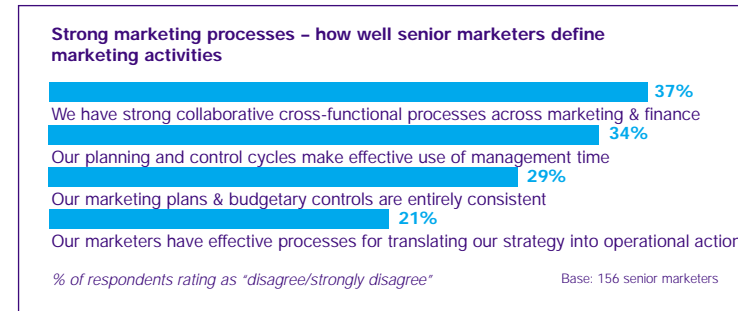 Strong marketing processes – how well senior marketers define
marketing activities
37%
We have strong collaborative cross-functional processes across marketing & finance
34%
Our planning and control cycles make effective use of management time
29%
Our marketing plans & budgetary controls are entirely consistent
21%
Our marketers have effective processes for translating our strategy into operational action
% of respondents rating as “disagree/strongly disagree”
Base: 156 senior marketers